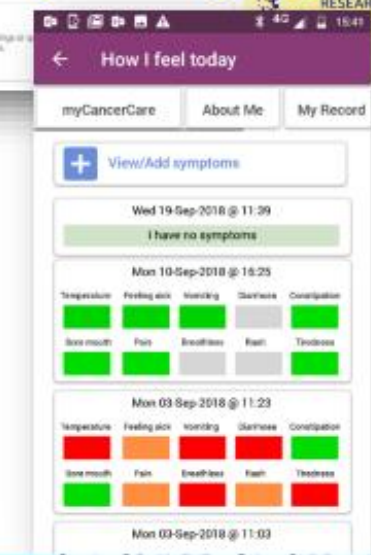 RESEAR
4G 15:41
How I feel today
myCancerCare About Me My Record
View/Add symptoms
Wed 19-Sep-2018 @ 11:39
I have no symptoms
Mon 10-Sep-2018 @ 16:25
Temperature Feeling sick Vomiting Diarrhoea Constipation
Sore mouth Pain Breathless Rash Tiredness
Mon 03-Sep-2018 @ 11:23
Temperature Feeling sick Vomiting Diarrhoea Constipation
Sore mouth Pain Breathless Rash Tiredness
Mon 03-Sep-2018 @ 11:03